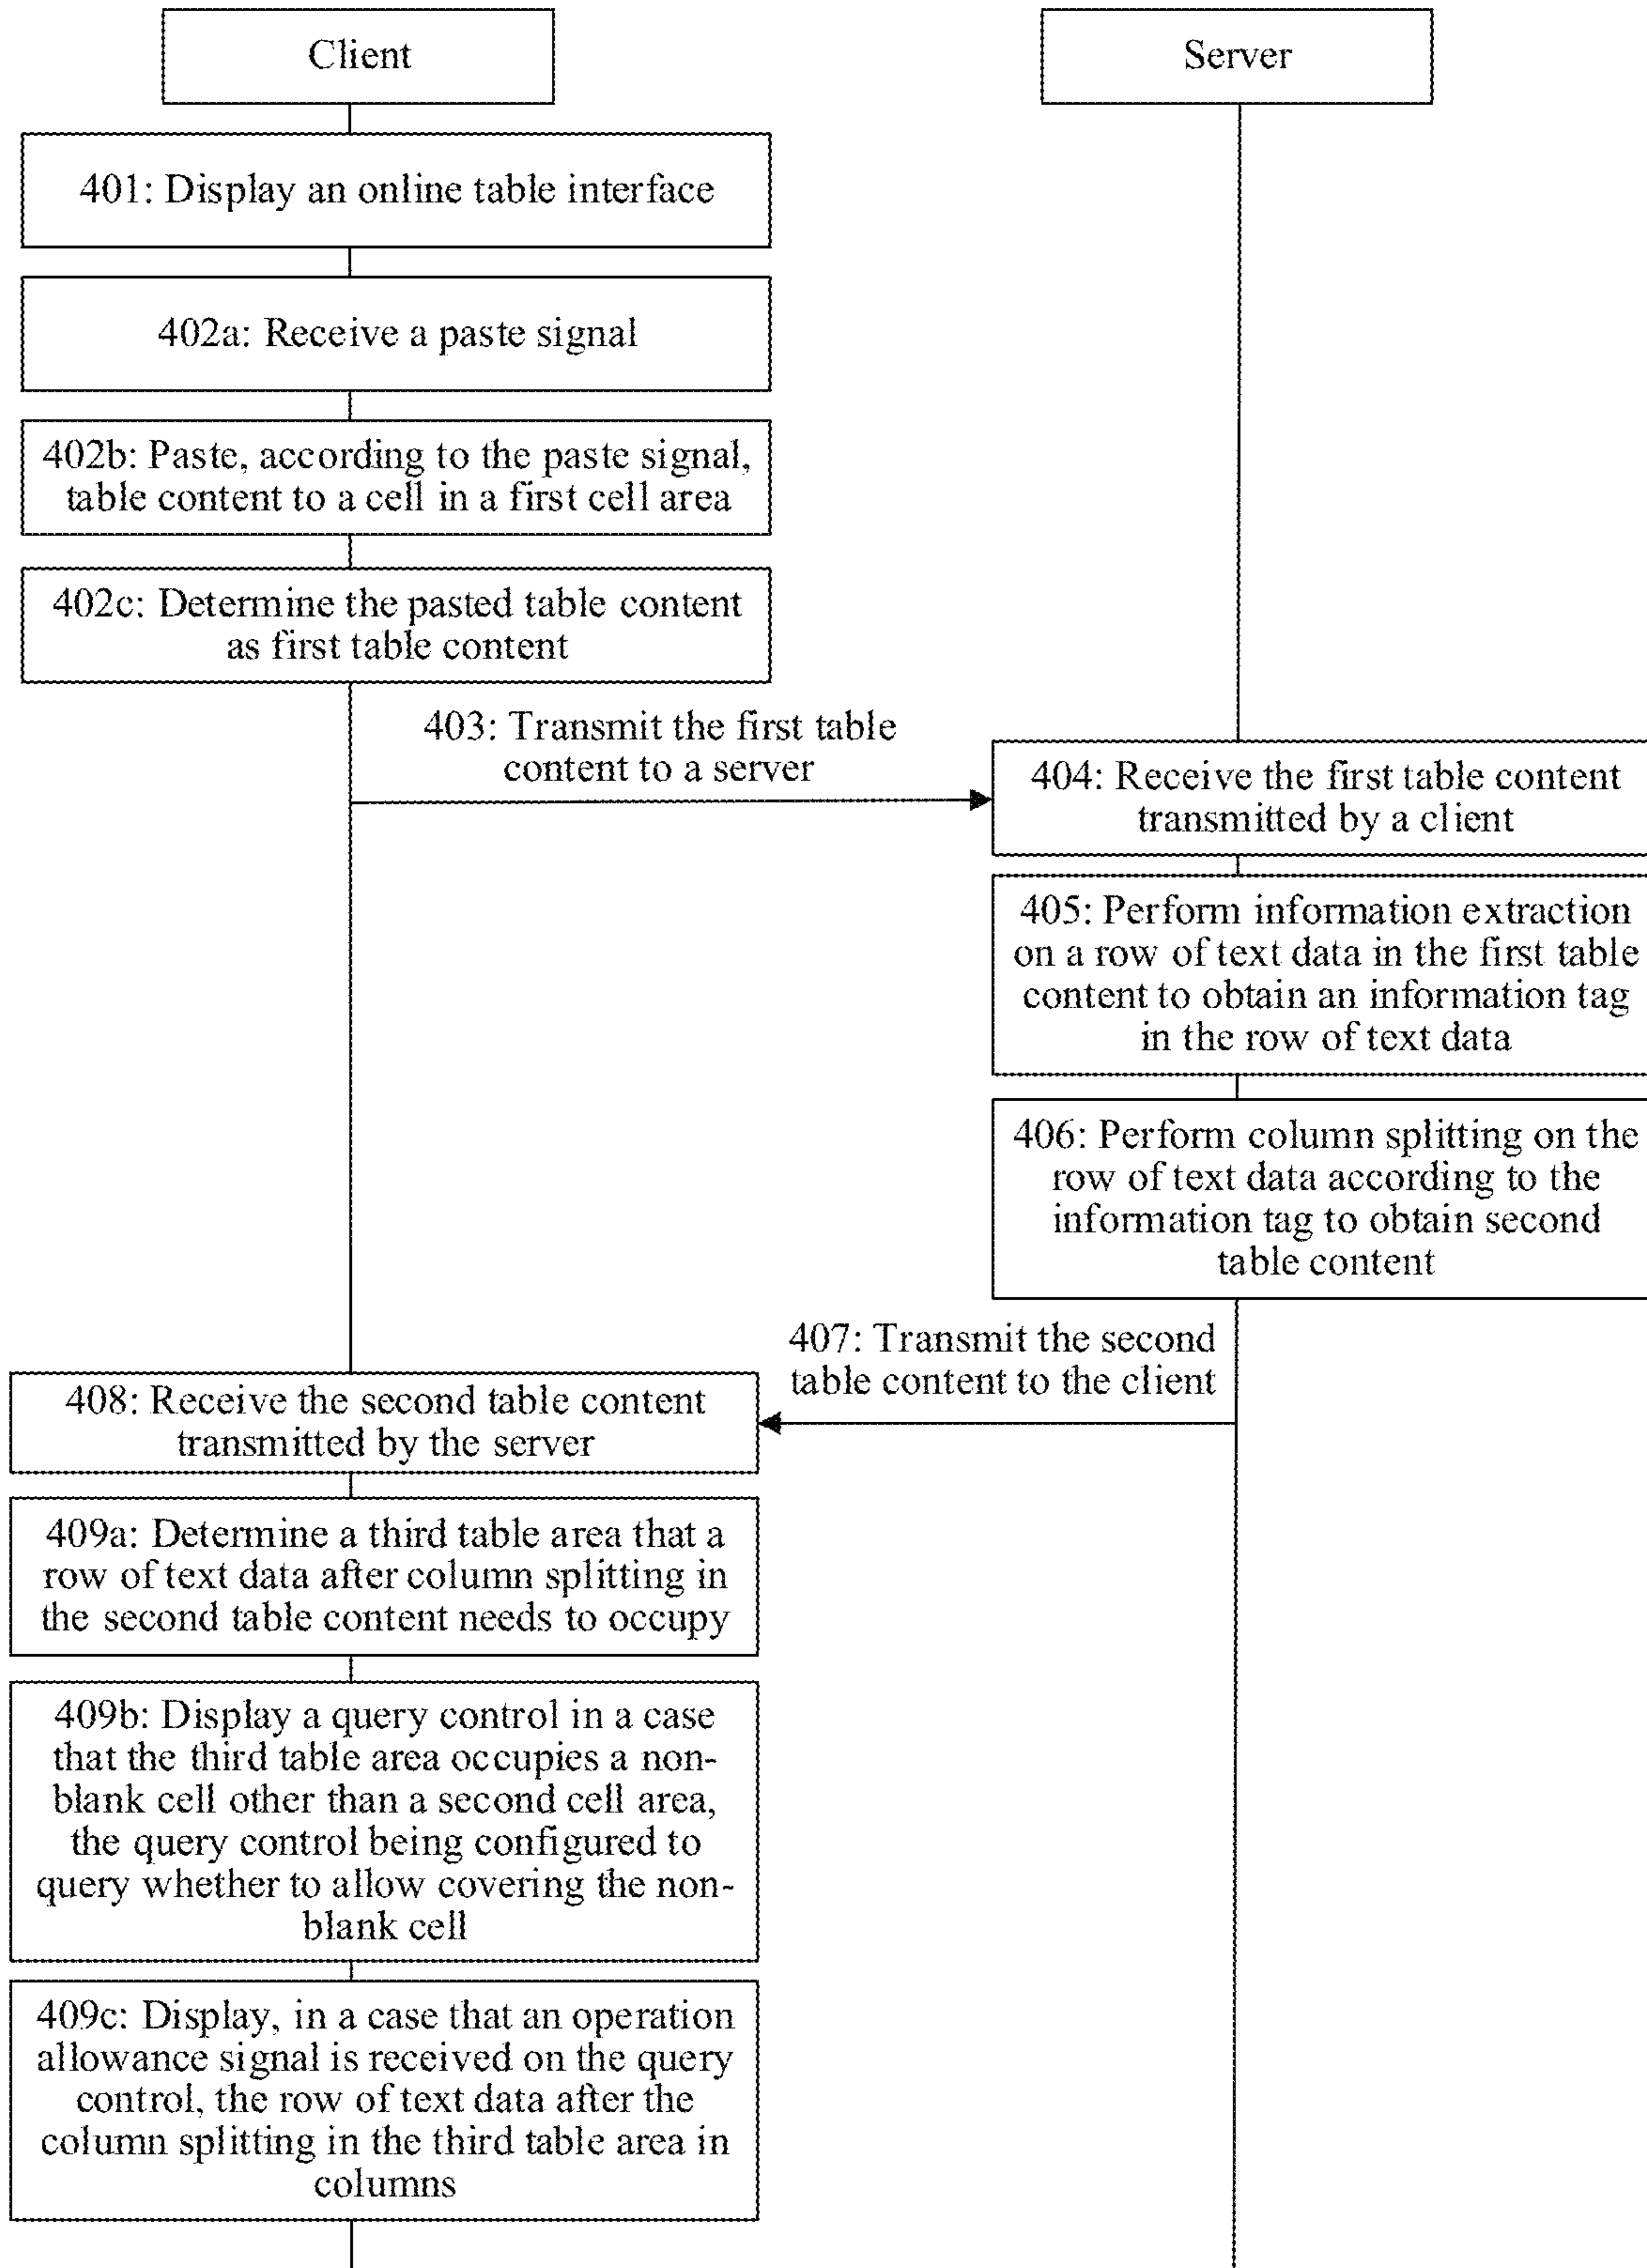 Client
Server
401: Display an online table interface
402a: Receive a paste signal
402b: Paste, according to the paste signal,
table content to a cell in a first cell area
402c: Determine the pasted table content
as first table content
403: Transmit the first table
content to a server
404: Receive the first table content
transmitted by a client
405: Perform information extraction
on a row of text data in the first table
content to obtain an information tag
in the row of text data
406: Perform column splitting on the
row of text data according to the
information tag to obtain second
table content
407: Transmit the second
table content to the client
408: Receive the second table content
transmitted by the server
409a: Determine a third table area that a
row of text data after column splitting in
the second table content needs to occupy
409b: Display a query control in a case
that the third table area occupies a non-
blank cell other than a second cell area,
the query control being configured to
query whether to allow covering the non-
blank cell
409c: Display, in a case that an operation
allowance signal is received on the query
control, the row of text data after the
column splitting in the third table area in
columns